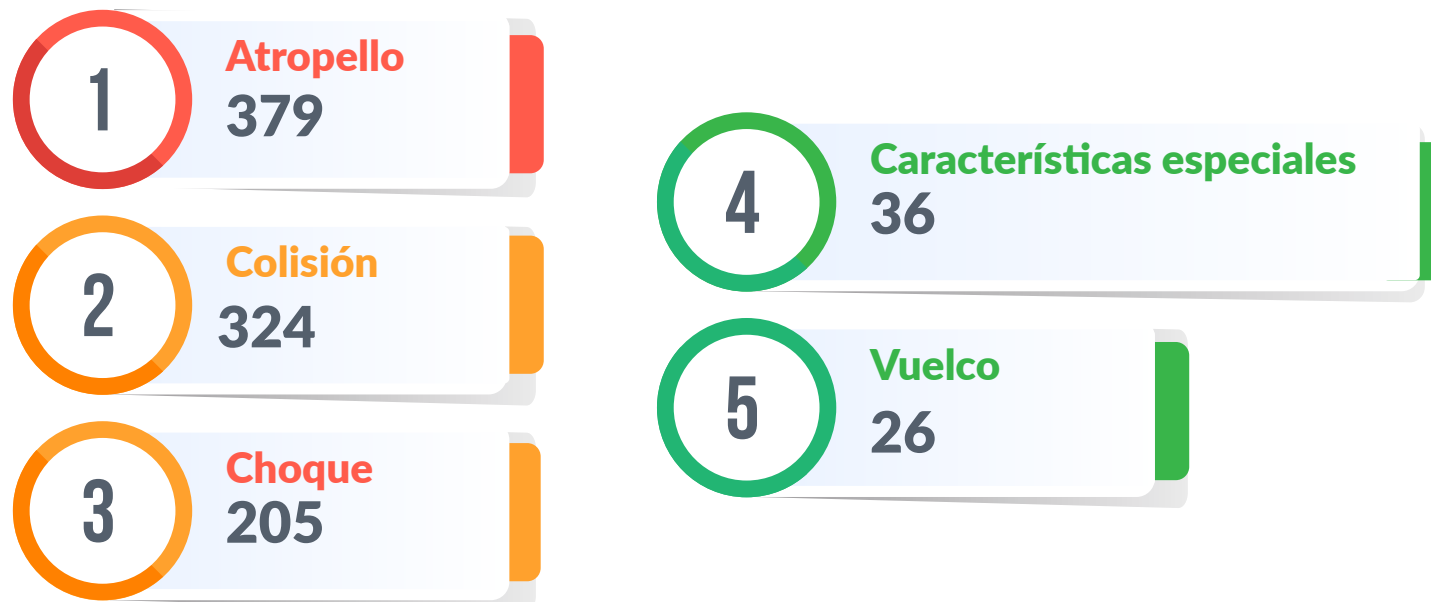 1
Atropello
379
2
Colisión
324
3
Choque
205
4
Características especiales
36
5
Vuelco
26